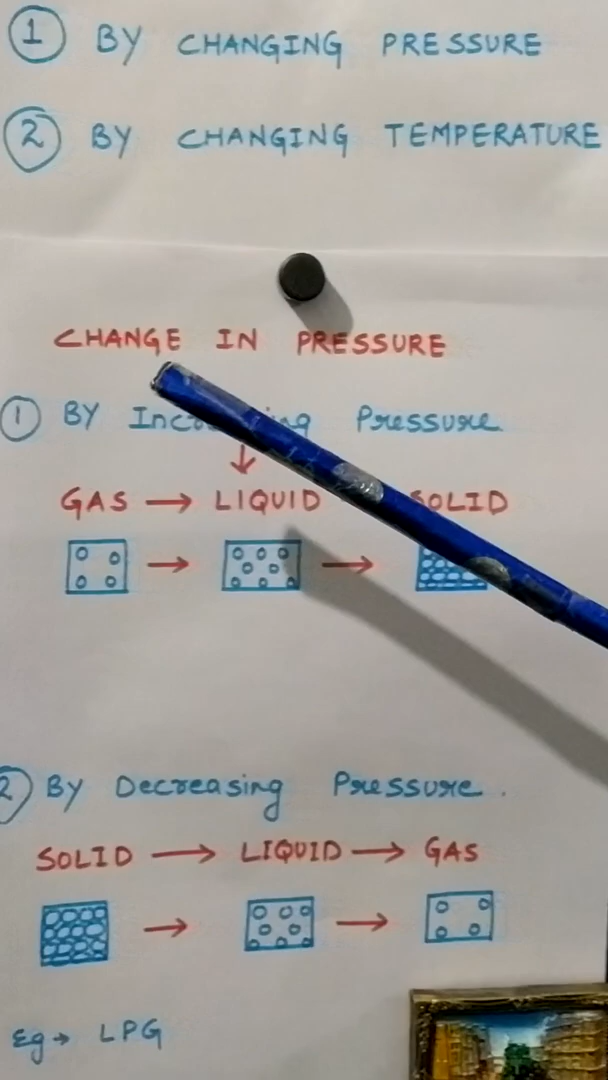 ① BY CHANGING PRESSURE
② BY CHANGING TEMPERATURE
CHANGE IN PRESSURE
① BY Pressure
↓
GAS → LIQUID SOLID
→ →
2 By Decreasing Pressure.
SOLID → LIQUID → GAS
→ →
Eg → LPG